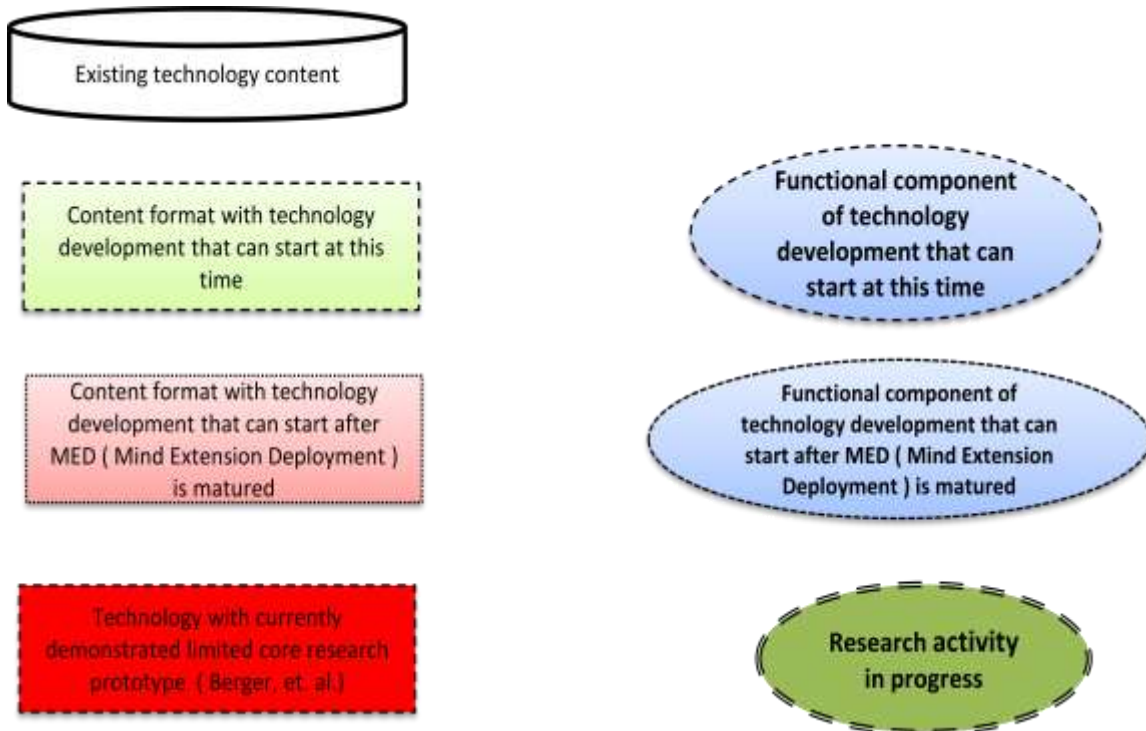 Existing technology content
Content format with technology
development that can start at this
time
Functional component
of technology
development that can
start at this time
Content format with technology
development that can start after
MED ( Mind Extension Deployment )
is matured
Functional component of
technology development that can
start after MED ( Mind Extension
Deployment ) is matured
Technology with currently
demonstrated limited core research
prototype  ( Berger, et. al.)
Research activity
in progress